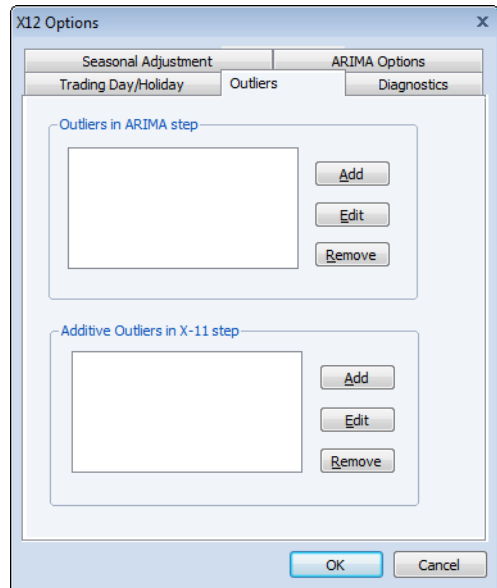 X12 Options
x
Seasonal Adjustment
ARIMA Options
Trading Day/Holiday
Outliers
Diagnostics
Outliers in ARIMA step
Add
Edit
Remove
Additive Outliers in X-11 step
Add
Edit
Remove
OK
Cancel